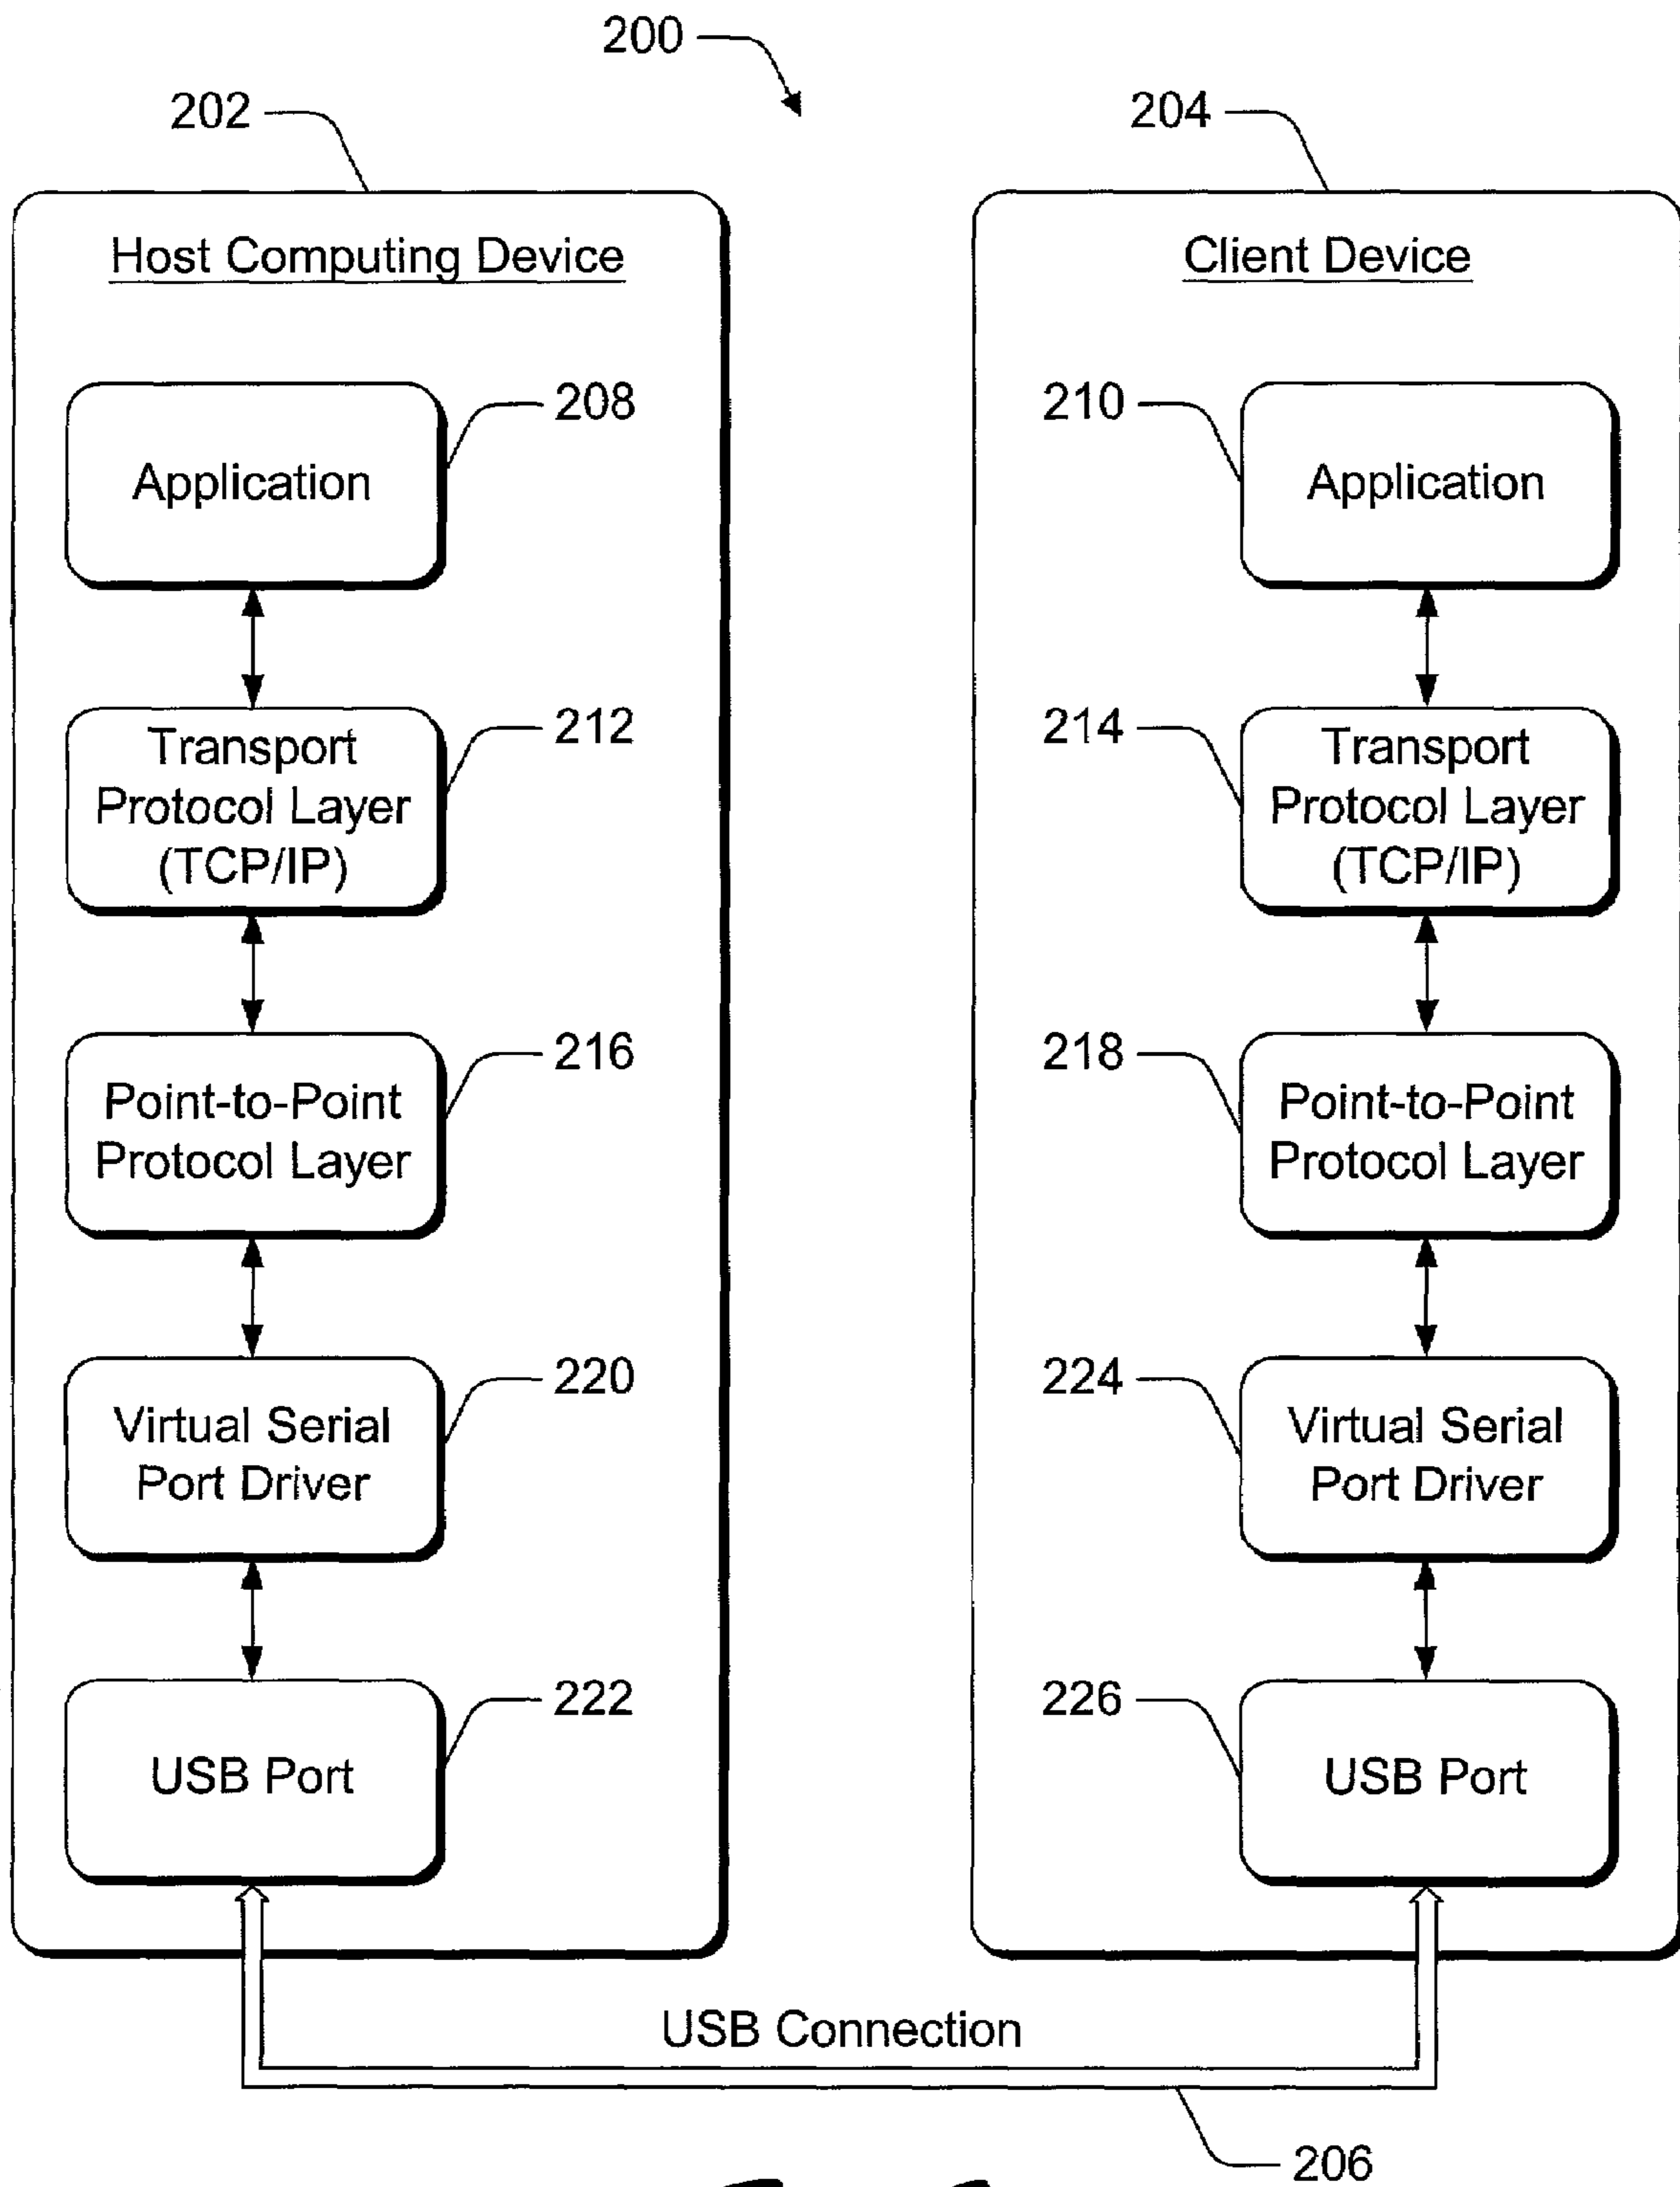 200
202
204
Host Computing Device
Client Device
208
210
Application
Application
212
214
Transport
Protocol Layer
(TCP/IP)
Transport
Protocol Layer
(TCP/IP)
216
218
Point-to-Point
Protocol Layer
Point-to-Point
Protocol Layer
220
224
Virtual Serial
Port Driver
Virtual Serial
Port Driver
222
226
USB Port
USB Port
USB Connection
206